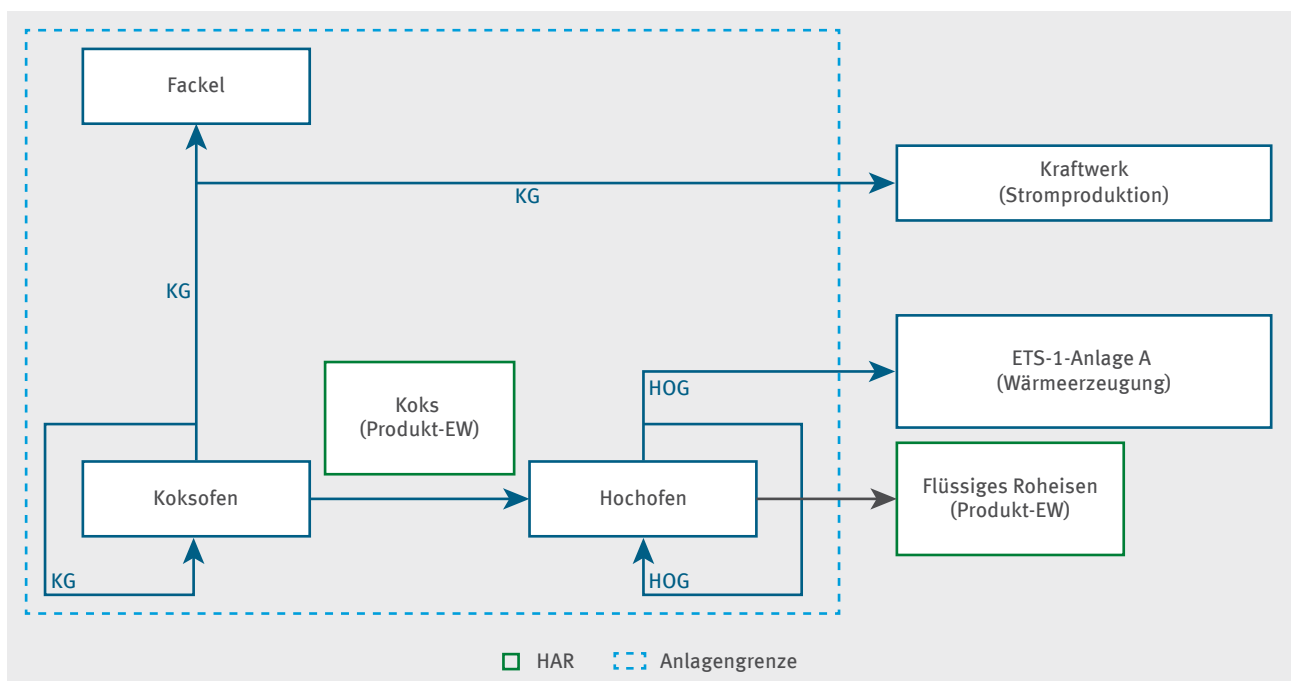 Fackel
Kraftwerk
(Stromproduktion)
KG
KG
ETS-1-Anlage A
(Wärmeerzeugung)
HOG
Koks
(Produkt-EW)
Koksofen
Hochofen
Flüssiges Roheisen
(Produkt-EW)
KG
HOG
HAR
Anlagengrenze